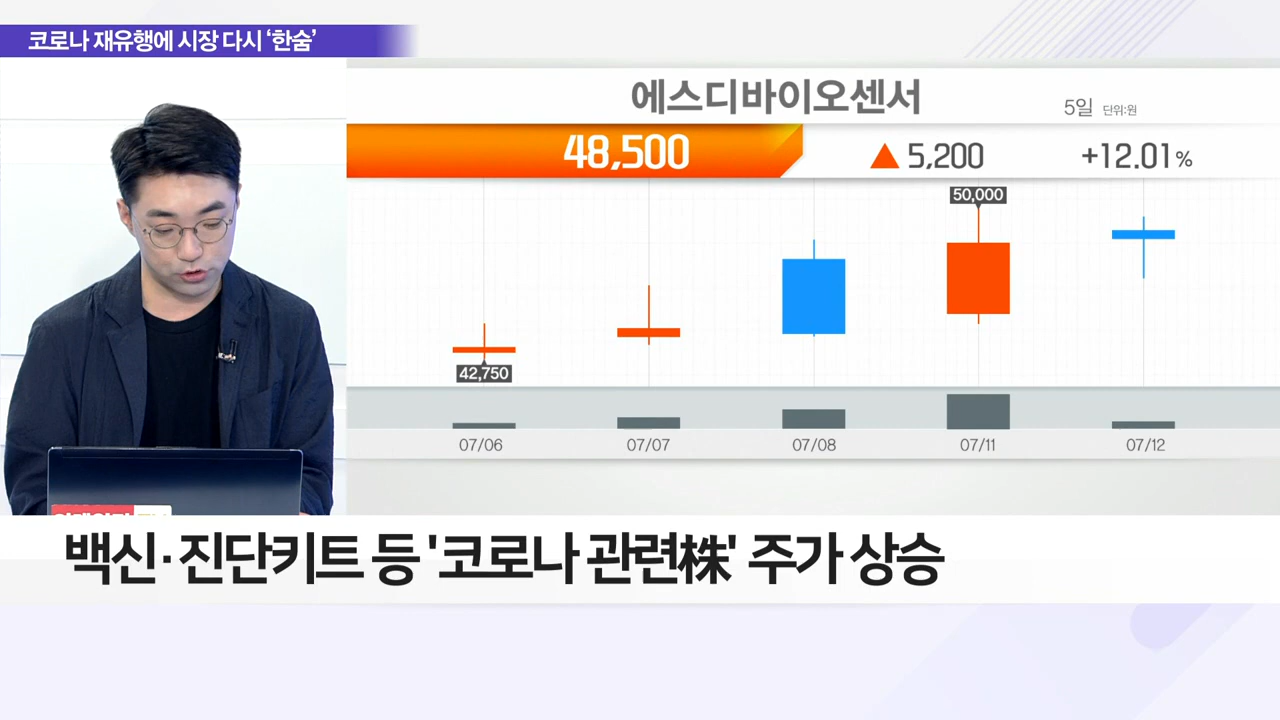 코로나 재유행에 시장 다시 ‘한숨’
에스디바이오센서
5일 단위:원
48,500
▲ 5,200
+12.01%
50,000
42,750
07/06
07/07
07/08
07/11
07/12
백신·진단키트 등 '코로나 관련株' 주가 상승